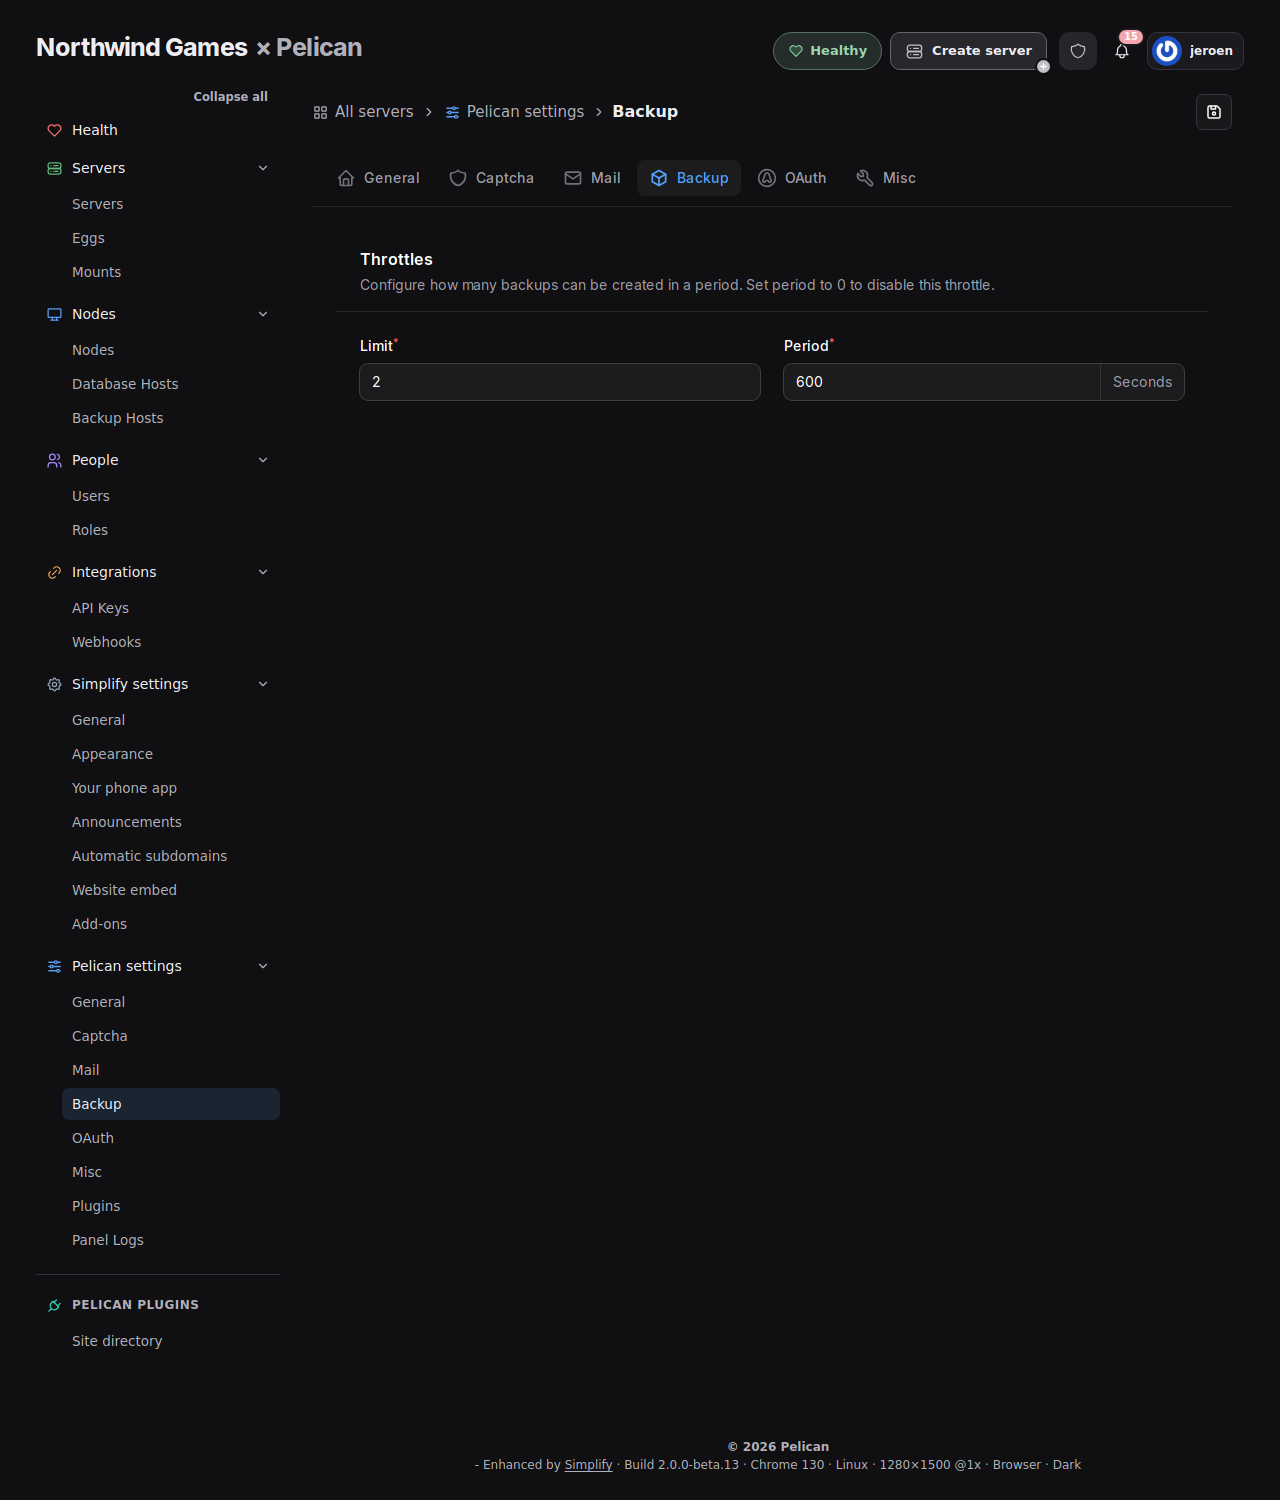 Northwind Games × Pelican
Healthy
Create server
15
jeroen
Collapse all
Health
Servers
Servers
Eggs
Mounts
Nodes
Nodes
Database Hosts
Backup Hosts
People
Users
Roles
Integrations
API Keys
Webhooks
Simplify settings
General
Appearance
Your phone app
Announcements
Automatic subdomains
Website embed
Add-ons
Pelican settings
General
Captcha
Mail
Backup
OAuth
Misc
Plugins
Panel Logs
PELICAN PLUGINS
Site directory
All servers > Pelican settings > Backup
General Captcha Mail Backup OAuth Misc
Throttles
Configure how many backups can be created in a period. Set period to 0 to disable this throttle.
Limit*
2
Period*
600 Seconds
© 2026 Pelican
- Enhanced by Simplify · Build 2.0.0-beta.13 · Chrome 130 · Linux · 1280×1500 @1x · Browser · Dark